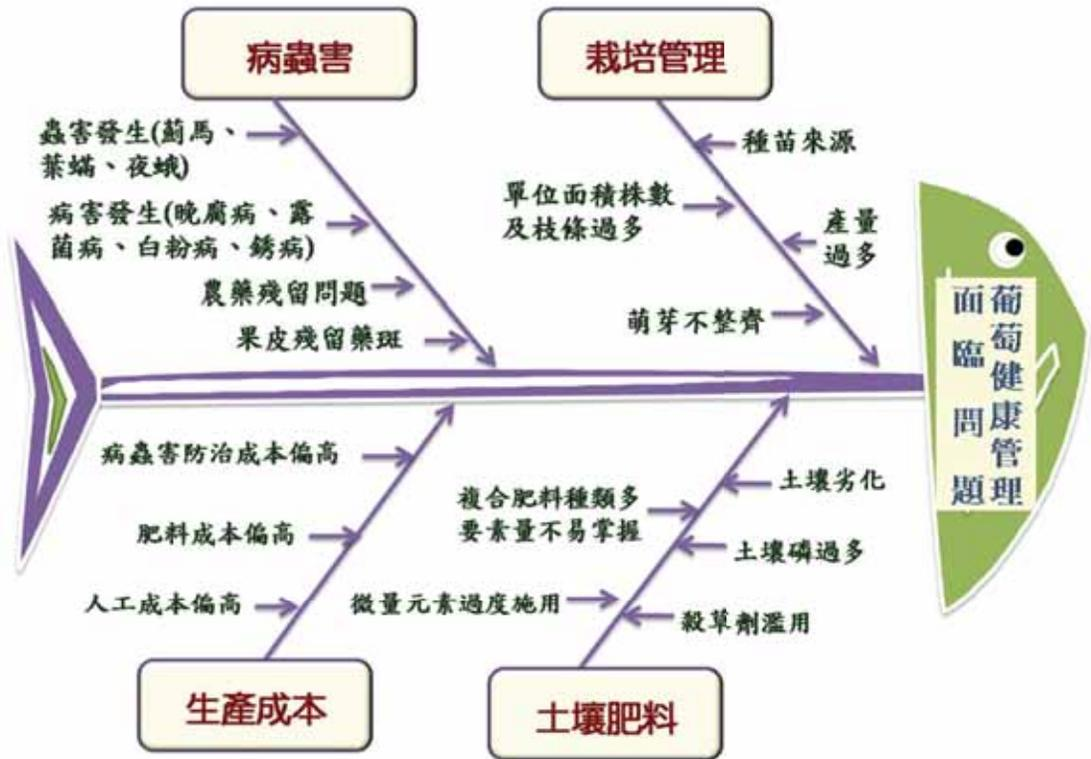 病蟲害
蟲害發生(薊馬、
葉蟎、夜蛾)
病害發生(晚腐病、露
菌病、白粉病、銹病)
農藥殘留問題
果皮殘留藥斑
栽培管理
種苗來源
單位面積株數
及枝條過多
產量
過多
萌芽不整齊
葡萄健康管理
面臨問題
病蟲害防治成本偏高
肥料成本偏高
人工成本偏高
生產成本
土壤劣化
複合肥料種類多
要素量不易掌握
土壤磷過多
微量元素過度施用
殺草劑濫用
土壤肥料